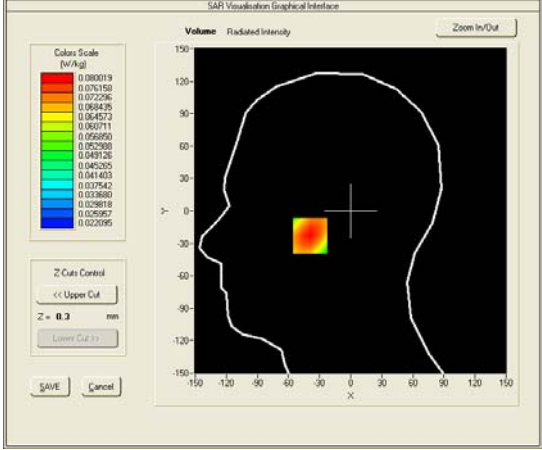 SAR Visualisation Graphical Interface
Volume Radiated Intensity
Zoom In/Out
Colors Scale
(W/kg)
0.080019
0.076158
0.072296
0.068435
0.064573
0.060711
0.056850
0.052988
0.049126
0.045265
0.041403
0.037542
0.033680
0.029818
0.025957
0.022095
Z Cuts Control
<< Upper Cut
Z = 0.3 mm
Lower Cut >>
SAVE Cancel
150
120
90
60
30
0
-30
-60
-90
-120
-150
Y
-150 -120 -90 -60 -30 0 30 60 90 120 150
X